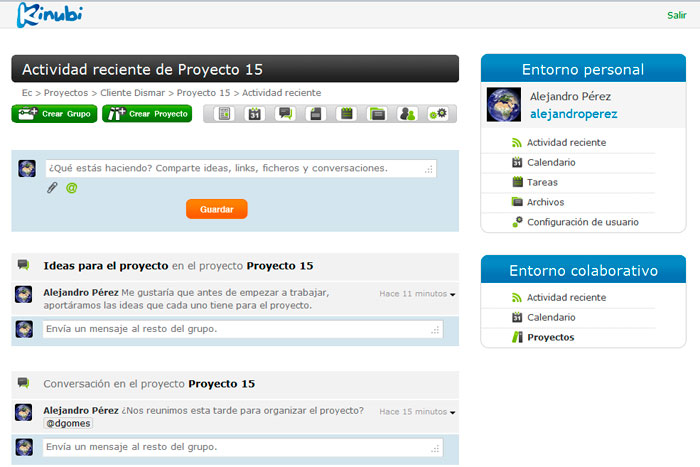 Kinubi
Salir
Actividad reciente de Proyecto 15
Ec > Proyectos > Cliente Dismar > Proyecto 15 > Actividad reciente
Crear Grupo
Crear Proyecto
31
¿Qué estás haciendo? Comparte ideas, links, ficheros y conversaciones.
@
Guardar
Ideas para el proyecto en el proyecto Proyecto 15
Alejandro Pérez Me gustaría que antes de empezar a trabajar,
aportáramos las ideas que cada uno tiene para el proyecto.
Hace 11 minutos
Envía un mensaje al resto del grupo.
Conversación en el proyecto Proyecto 15
Alejandro Pérez ¿Nos reunimos esta tarde para organizar el proyecto?
@dgomes
Hace 15 minutos
Envía un mensaje al resto del grupo.
Entorno personal
Alejandro Pérez
alejandroperez
Actividad reciente
31 Calendario
Tareas
Archivos
Configuración de usuario
Entorno colaborativo
Actividad reciente
31 Calendario
Proyectos